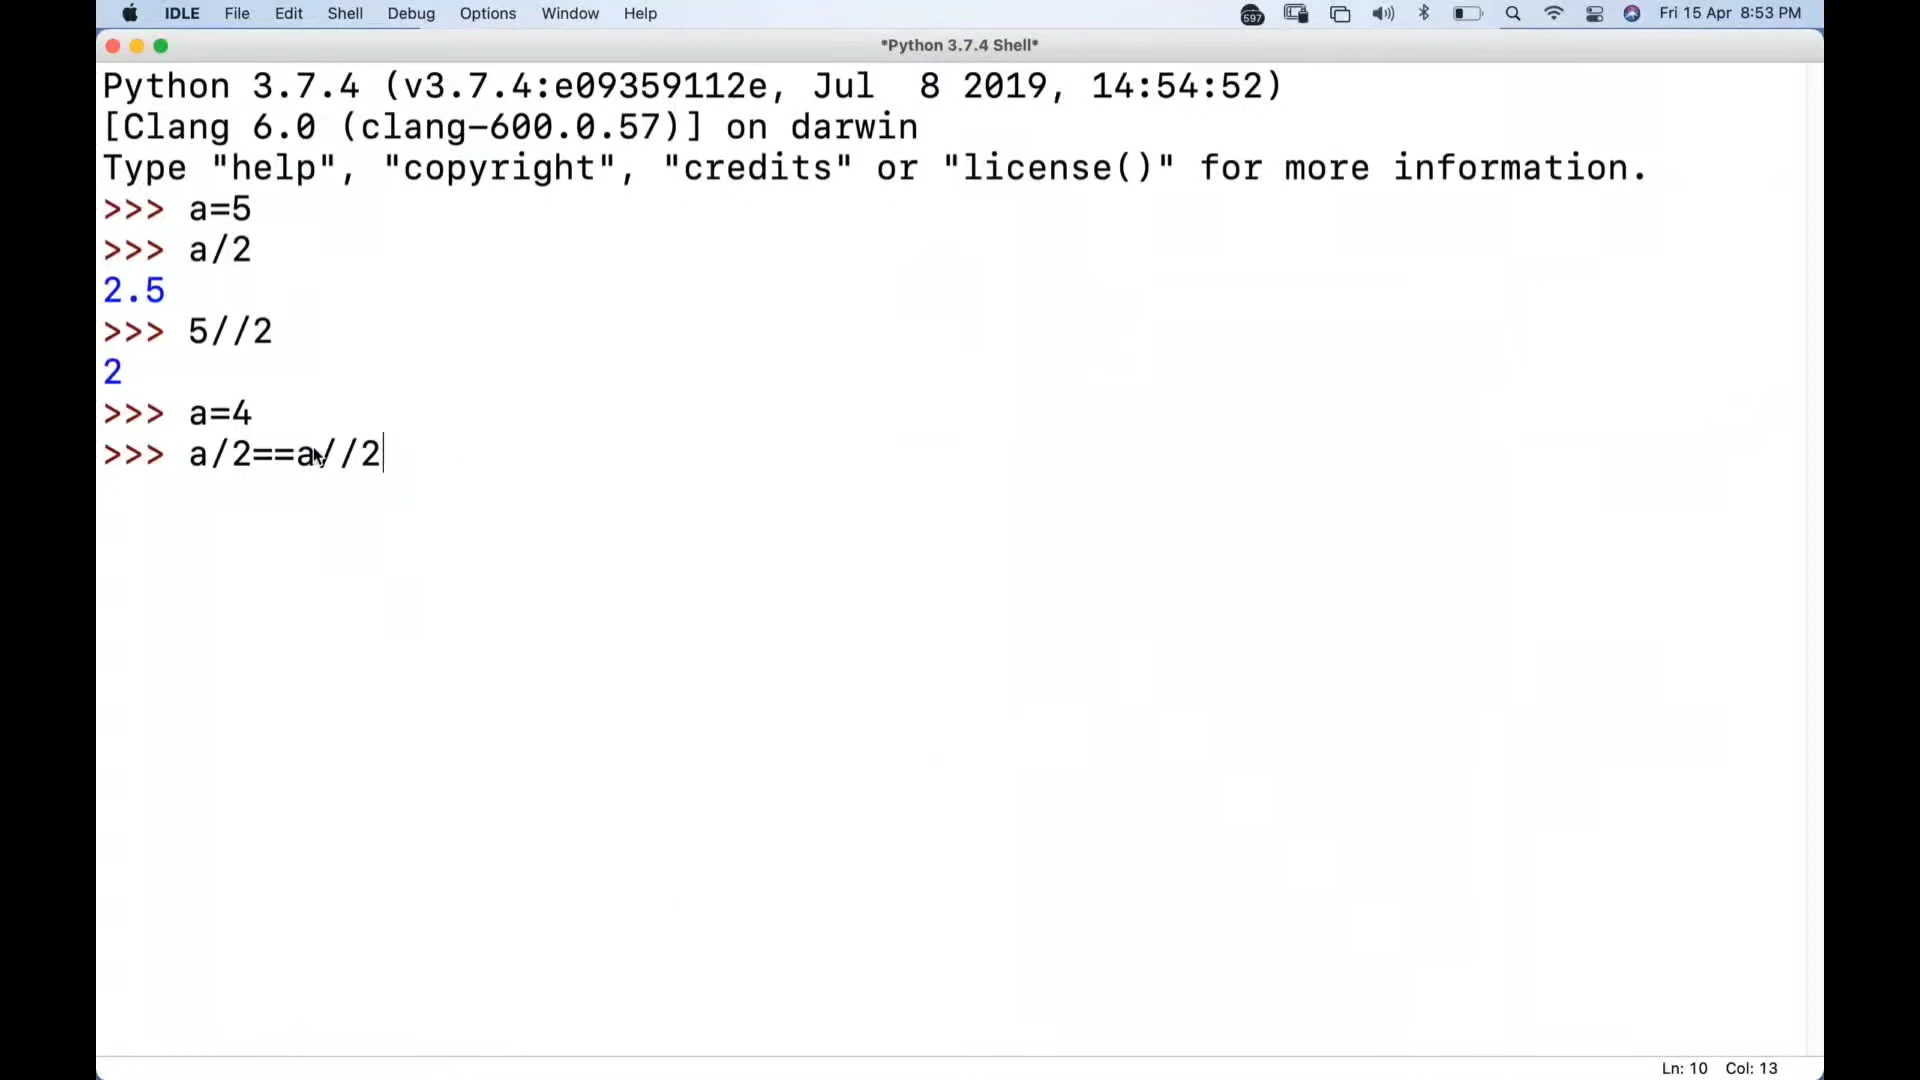 IDLE File Edit Shell Debug Options Window Help 597 Fri 15 Apr 8:53 PM
*Python 3.7.4 Shell*
Python 3.7.4 (v3.7.4:e09359112e, Jul  8 2019, 14:54:52)
[Clang 6.0 (clang-600.0.57)] on darwin
Type "help", "copyright", "credits" or "license()" for more information.
>>> a=5
>>> a/2
2.5
>>> 5//2
2
>>> a=4
>>> a/2==a//2
Ln: 10 Col: 13